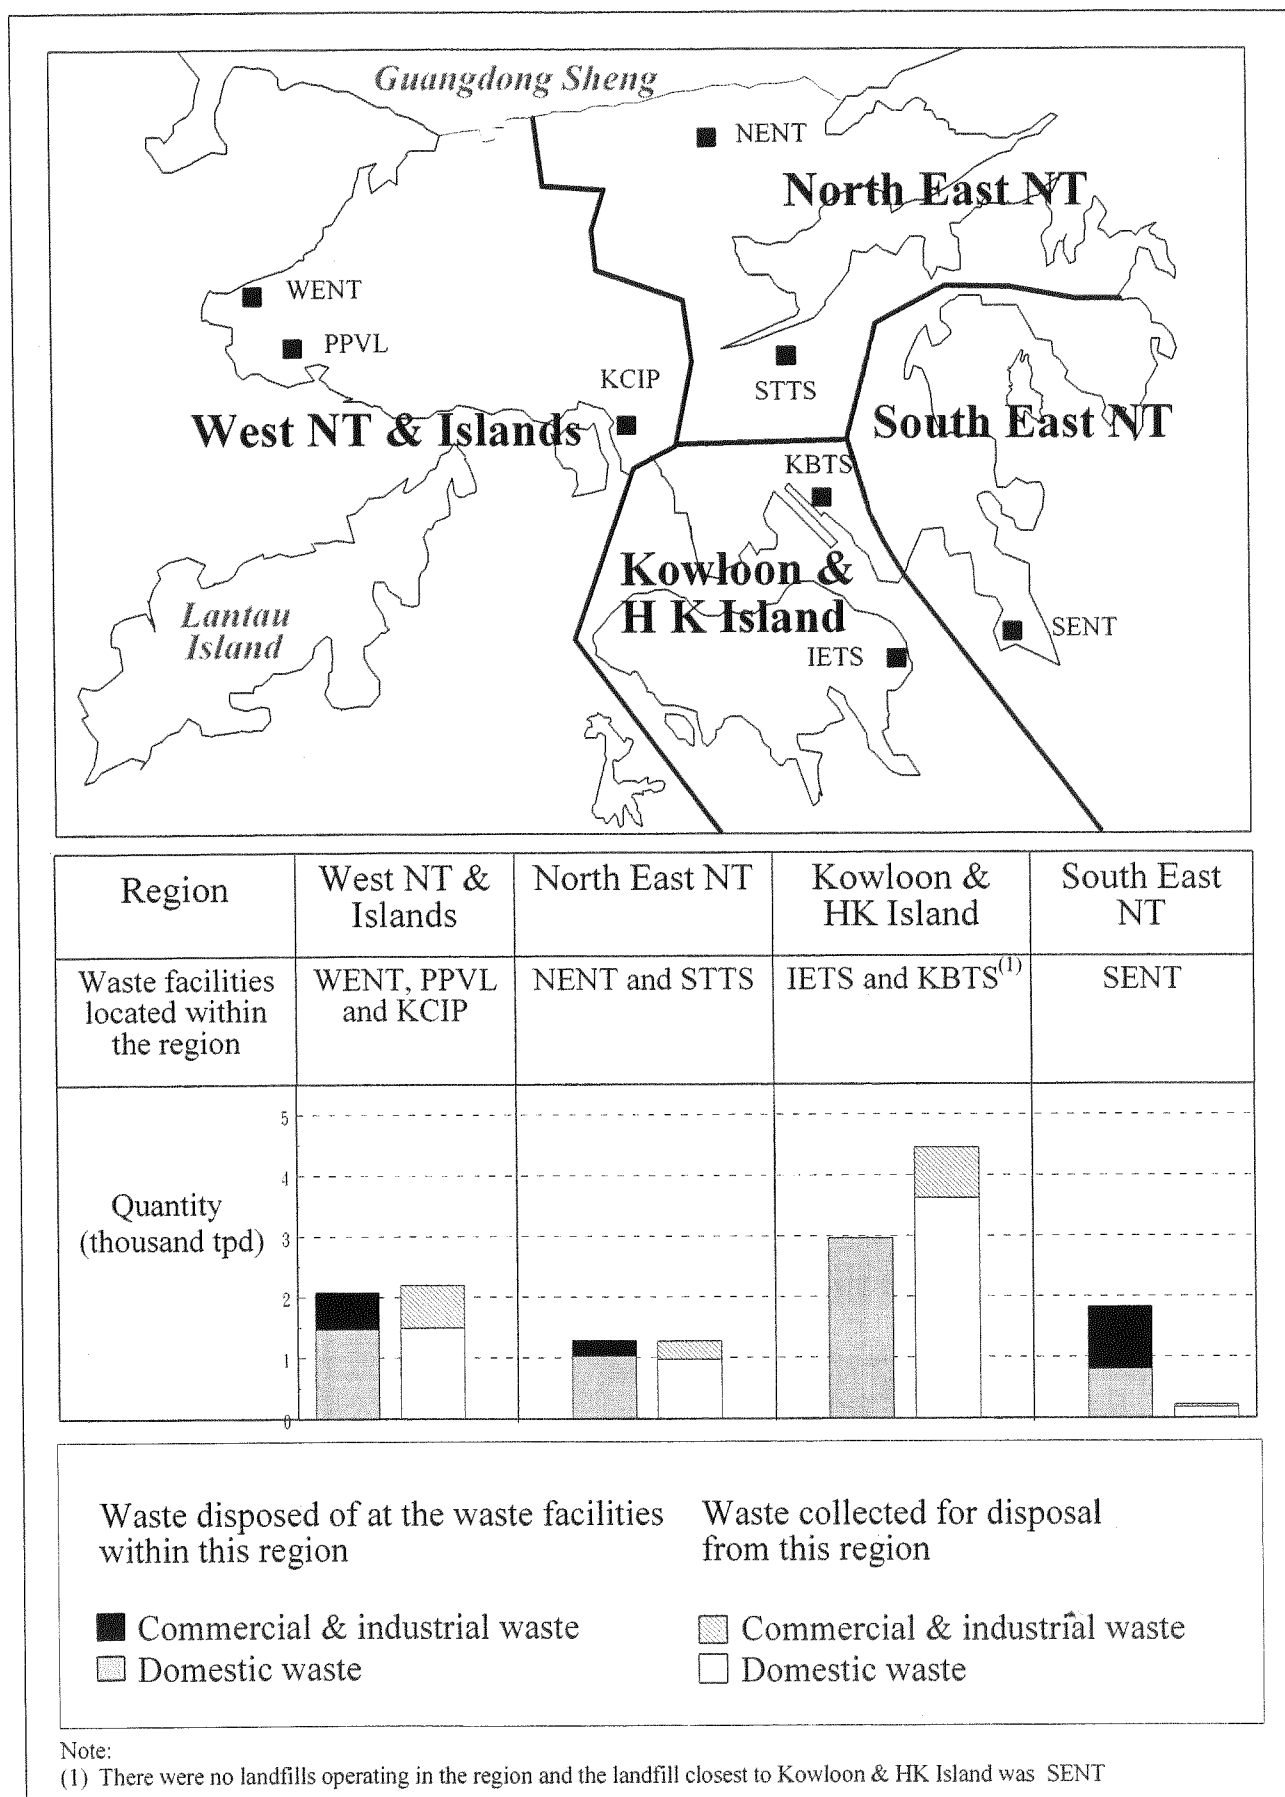 Guangdong Sheng
NENT
North East NT
WENT
PPVL
KCIP
STTS
West NT & Islands
South East NT
KBTS
Kowloon &
H K Island
Lantau
Island
SENT
IETS
Region
West NT &
Islands
North East NT
Kowloon &
HK Island
South East
NT
Waste facilities
located within
the region
WENT, PPVL
and KCIP
NENT and STTS
IETS and KBTS(1)
SENT
Quantity
(thousand tpd)
5
4
3
2
1
0
Waste disposed of at the waste facilities
within this region
Commercial & industrial waste
Domestic waste
Waste collected for disposal
from this region
Commercial & industrial waste
Domestic waste
Note:
(1) There were no landfills operating in the region and the landfill closest to Kowloon & HK Island was SENT